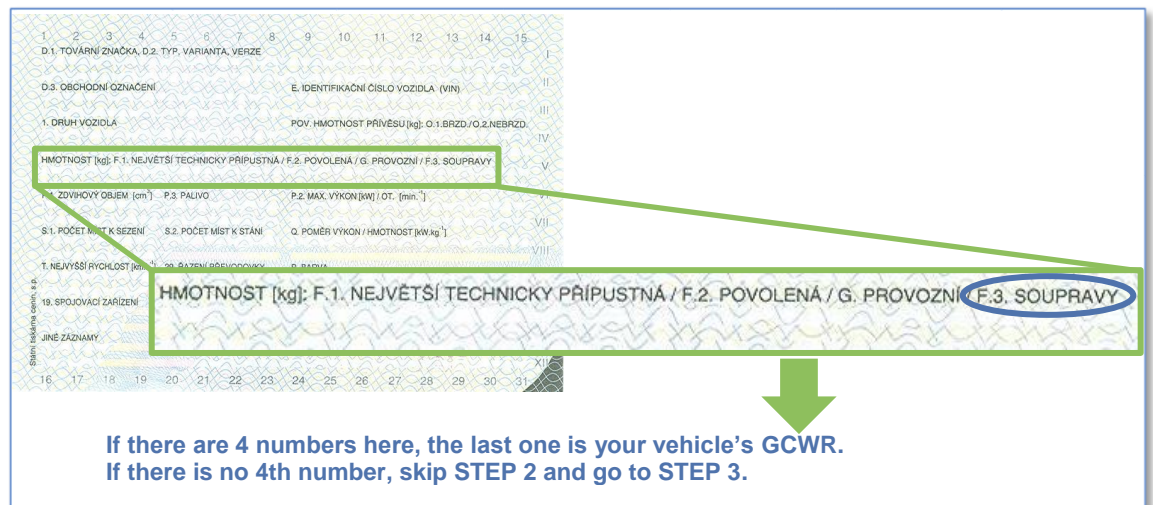 1 2 3 4 5 6 7 8 9 10 11 12 13 14 15
D.1. TOVÁRNÍ ZNAČKA, D.2. TYP, VARIANTA, VERZE
I
D.3. OBCHODNÍ OZNAČENÍ E. IDENTIFIKAČNÍ ČÍSLO VOZIDLA (VIN)
II
III
1. DRUH VOZIDLA POV. HMOTNOST PŘÍVĚSU [kg]: O.1.BRZD./O.2.NEBRZD.
IV
HMOTNOST [kg]: F.1. NEJVĚTŠÍ TECHNICKY PŘÍPUSTNÁ / F.2. POVOLENÁ / G. PROVOZNÍ / F.3. SOUPRAVY
V
ZDVIHOVÝ OBJEM [cm³] P.3. PALIVO P.2. MAX. VÝKON [kW] / OT. [min.⁻¹]
VII
S.1. POČET MÍST K SEZENÍ S.2. POČET MÍST K STÁNÍ Q. POMĚR VÝKON / HMOTNOST [kW.kg⁻¹]
VIII
T. NEJVYŠŠÍ RYCHLOST
HMOTNOST [kg]: F.1. NEJVĚTŠÍ TECHNICKY PŘÍPUSTNÁ / F.2. POVOLENÁ / G. PROVOZNÍ / F.3. SOUPRAVY
19. SPOJOVACÍ ZAŘÍZENÍ
JINÉ ZÁZNAMY
Státní tiskárna cenin, s.p.
XII
16 17 18 19 20 21 22 23 24 25 26 27 28 29 30 31
If there are 4 numbers here, the last one is your vehicle's GCWR.
If there is no 4th number, skip STEP 2 and go to STEP 3.